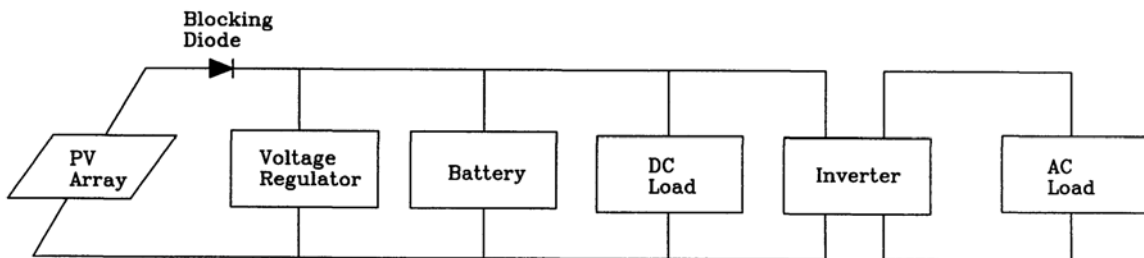 Blocking
Diode
PV
Array
Voltage
Regulator
Battery
DC
Load
Inverter
AC
Load